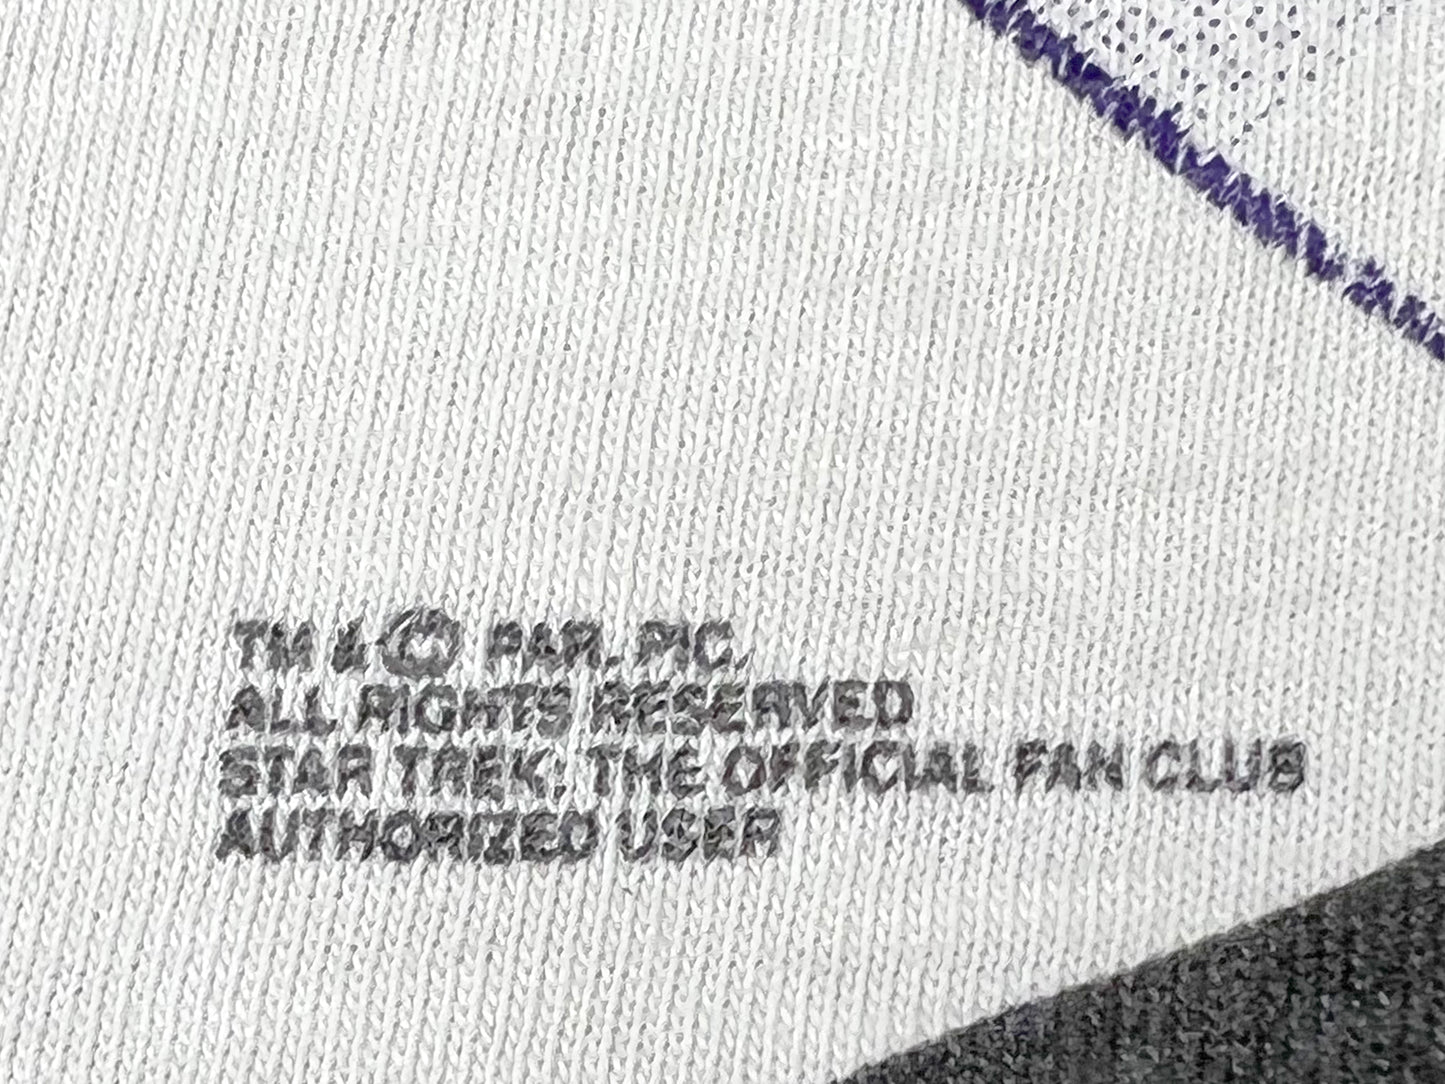 TM & © PAR. PIC.
ALL RIGHTS RESERVED
STAR TREK: THE OFFICIAL FAN CLUB
AUTHORIZED USER